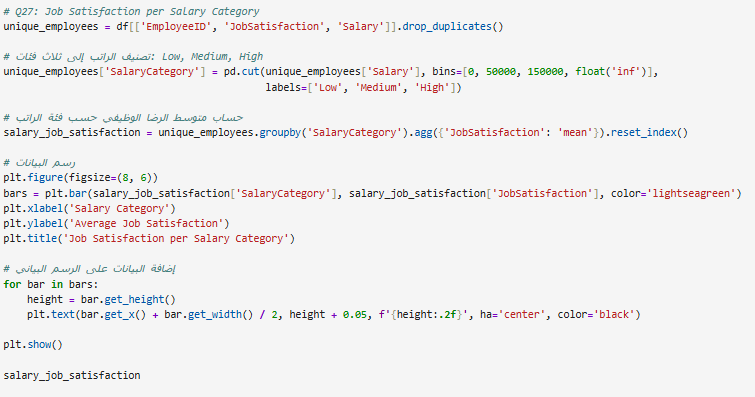 # Q27: Job Satisfaction per Salary Category
unique_employees = df[['EmployeeID', 'JobSatisfaction', 'Salary']].drop_duplicates()

# تصنيف الراتب إلى ثلاث فئات: Low, Medium, High
unique_employees['SalaryCategory'] = pd.cut(unique_employees['Salary'], bins=[0, 50000, 150000, float('inf')],
                                            labels=['Low', 'Medium', 'High'])

# حساب متوسط الرضا الوظيفي حسب فئة الراتب
salary_job_satisfaction = unique_employees.groupby('SalaryCategory').agg({'JobSatisfaction': 'mean'}).reset_index()

# رسم البيانات
plt.figure(figsize=(8, 6))
bars = plt.bar(salary_job_satisfaction['SalaryCategory'], salary_job_satisfaction['JobSatisfaction'], color='lightseagreen')
plt.xlabel('Salary Category')
plt.ylabel('Average Job Satisfaction')
plt.title('Job Satisfaction per Salary Category')

# إضافة البيانات على الرسم البياني
for bar in bars:
    height = bar.get_height()
    plt.text(bar.get_x() + bar.get_width() / 2, height + 0.05, f'{height:.2f}', ha='center', color='black')

plt.show()

salary_job_satisfaction